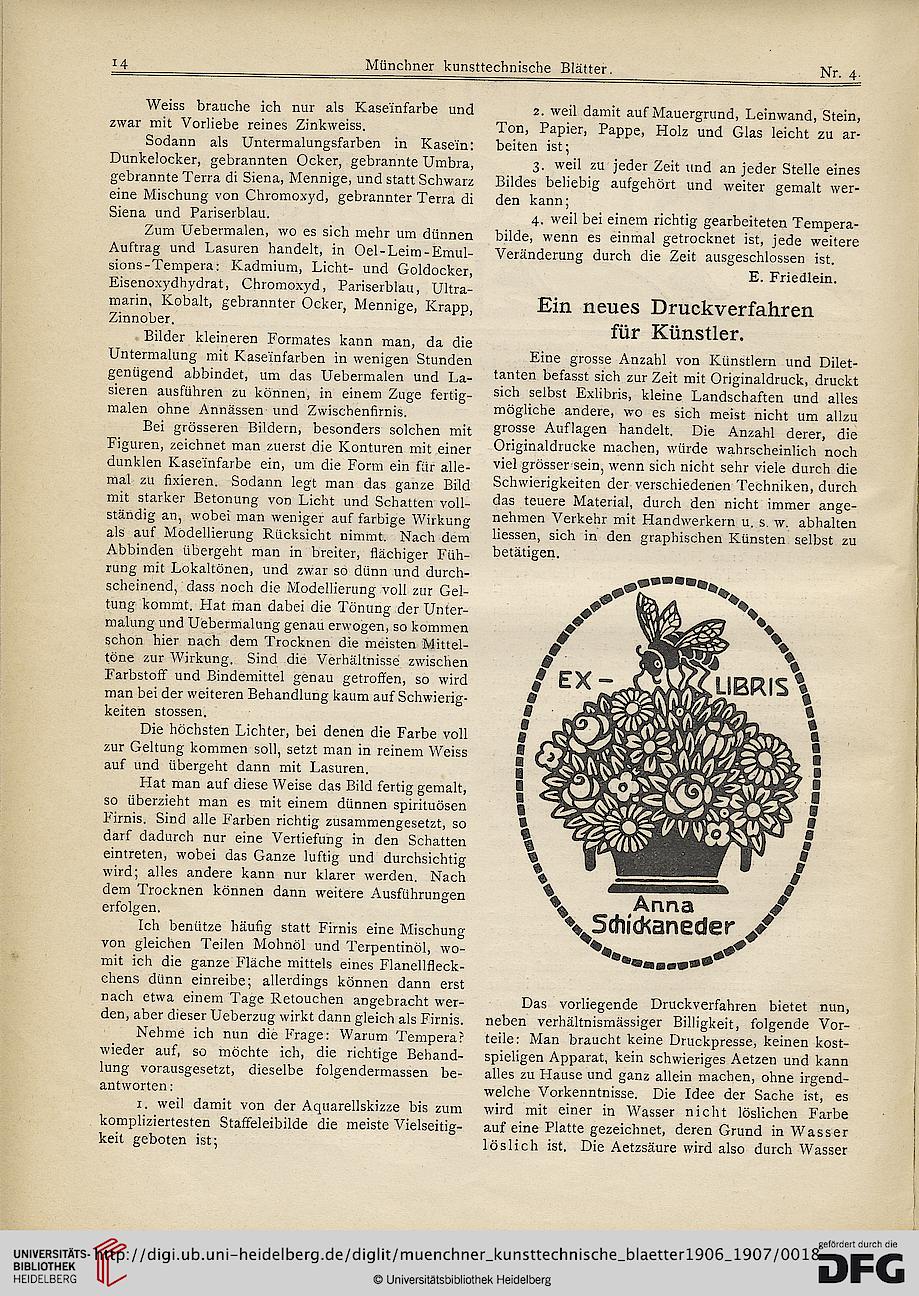 14
Münchner kunsttechnische Blätter.
Nr. 4.
Weiss brauche ich nur als Kaseïnfarbe und
zwar mit Vorliebe reines Zinkweiss.
Sodann als Untermalungsfarben in Kaseïn:
Dunkelocker, gebrannten Ocker, gebrannte Umbra,
gebrannte Terra di Siena, Mennige, und statt Schwarz
eine Mischung von Chromoxyd, gebrannter Terra di
Siena und Pariserblau.
Zum Uebermalen, wo es sich mehr um dünnen
Auftrag und Lasuren handelt, in Oel-Leim-Emul-
sions-Tempera: Kadmium, Licht- und Goldocker,
Eisenoxydhydrat, Chromoxyd, Pariserblau, Ultra-
marin, Kobalt, gebrannter Ocker, Mennige, Krapp,
Zinnober.
Bilder kleineren Formates kann man, da die
Untermalung mit Kaseïnfarben in wenigen Stunden
genügend abbindet, um das Uebermalen und La-
sieren ausführen zu können, in einem Zuge fertig-
malen ohne Annässen und Zwischenfirnis.
Bei grösseren Bildern, besonders solchen mit
Figuren, zeichnet man zuerst die Konturen mit einer
dunklen Kaseïnfarbe ein, um die Form ein für alle-
mal zu fixieren. Sodann legt man das ganze Bild
mit starker Betonung von Licht und Schatten voll-
ständig an, wobei man weniger auf farbige Wirkung
als auf Modellierung Rücksicht nimmt. Nach dem
Abbinden übergeht man in breiter, flächiger Füh-
rung mit Lokaltönen, und zwar so dünn und durch-
scheinend, dass noch die Modellierung voll zur Gel-
tung kommt. Hat man dabei die Tönung der Unter-
malung und Uebermalung genau erwogen, so kommen
schon hier nach dem Trocknen die meisten Mittel-
töne zur Wirkung. Sind die Verhältnisse zwischen
Farbstoff und Bindemittel genau getroffen, so wird
man bei der weiteren Behandlung kaum auf Schwierig-
keiten stossen.
Die höchsten Lichter, bei denen die Farbe voll
zur Geltung kommen soll, setzt man in reinem Weiss
auf und übergeht dann mit Lasuren.
Hat man auf diese Weise das Bild fertig gemalt,
so überzieht man es mit einem dünnen spirituösen
Firnis. Sind alle Farben richtig zusammengesetzt, so
darf dadurch nur eine Vertiefung in den Schatten
eintreten, wobei das Ganze luftig und durchsichtig
wird; alles andere kann nur klarer werden. Nach
dem Trocknen können dann weitere Ausführungen
erfolgen.
Ich benütze häufig statt Firnis eine Mischung
von gleichen Teilen Mohnöl und Terpentinöl, wo-
mit ich die ganze Fläche mittels eines Flanellfleck-
chens dünn einreibe; allerdings können dann erst
nach etwa einem Tage Retouchen angebracht wer-
den, aber dieser Ueberzug wirkt dann gleich als Firnis.
Nehme ich nun die Frage: Warum Tempera?
wieder auf, so möchte ich, die richtige Behand-
lung vorausgesetzt, dieselbe folgendermassen be-
antworten:
1. weil damit von der Aquarellskizze bis zum
kompliziertesten Staffeleibilde die meiste Vielseitig-
keit geboten ist;
2. weil damit auf Mauergrund, Leinwand, Stein,
Ton, Papier, Pappe, Holz und Glas leicht zu ar-
beiten ist;
3. weil zu jeder Zeit und an jeder Stelle eines
Bildes beliebig aufgehört und weiter gemalt wer-
den kann;
4. weil bei einem richtig gearbeiteten Tempera-
bilde, wenn es einmal getrocknet ist, jede weitere
Veränderung durch die Zeit ausgeschlossen ist.
E. Friedlein.
Ein neues Druckverfahren
für Künstler.
Eine grosse Anzahl von Künstlern und Dilet-
tanten befasst sich zur Zeit mit Originaldruck, druckt
sich selbst Exlibris, kleine Landschaften und alles
mögliche andere, wo es sich meist nicht um allzu
grosse Auflagen handelt. Die Anzahl derer, die
Originaldrucke machen, würde wahrscheinlich noch
viel grösser sein, wenn sich nicht sehr viele durch die
Schwierigkeiten der verschiedenen Techniken, durch
das teuere Material, durch den nicht immer ange-
nehmen Verkehr mit Handwerkern u. s. w. abhalten
liessen, sich in den graphischen Künsten selbst zu
betätigen.
EX- LIBRIS
Anna
Schickaneder
Das vorliegende Druckverfahren bietet nun,
neben verhältnismässiger Billigkeit, folgende Vor-
teile: Man braucht keine Druckpresse, keinen kost-
spieligen Apparat, kein schwieriges Aetzen und kann
alles zu Hause und ganz allein machen, ohne irgend-
welche Vorkenntnisse. Die Idee der Sache ist, es
wird mit einer in Wasser nicht löslichen Farbe
auf eine Platte gezeichnet, deren Grund in Wasser
löslich ist. Die Aetzsäure wird also durch Wasser
UNIVERSITÄTS-
BIBLIOTHEK
HEIDELBERG
http://digi.ub.uni-heidelberg.de/diglit/muenchner_kunsttechnische_blaetter1906_1907/0018
© Universitätsbibliothek Heidelberg
gefördert durch die
DFG